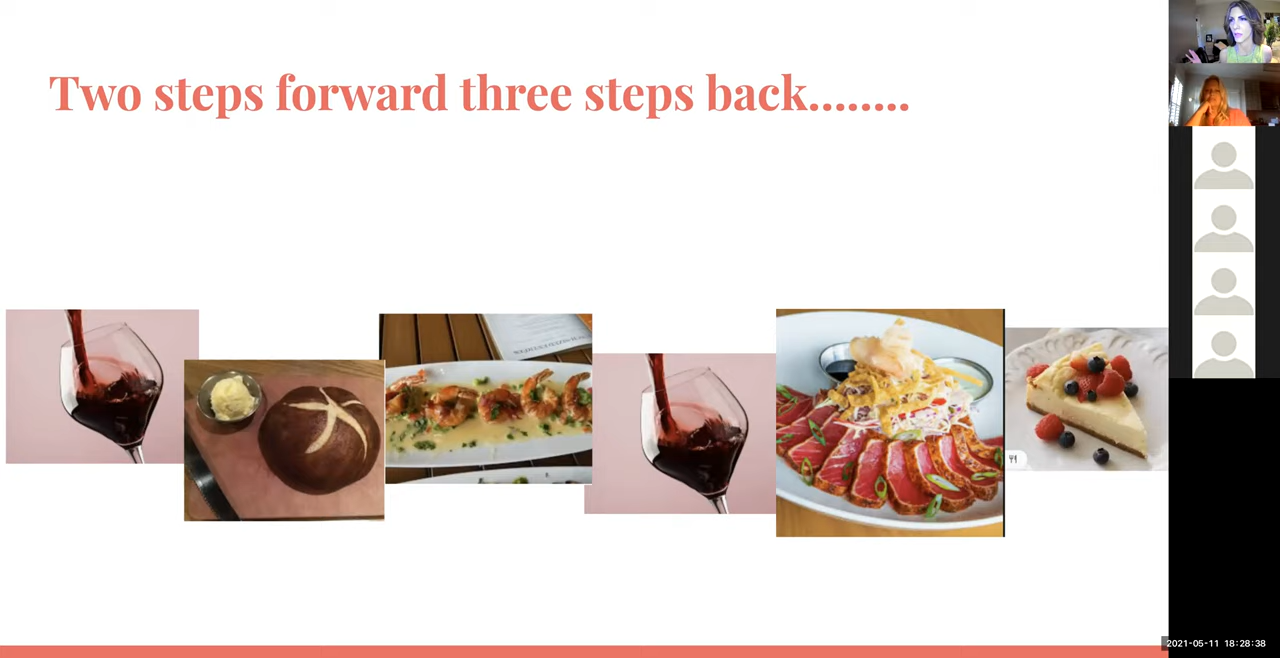 Two steps forward three steps back........
2021-05-11 18:28:38